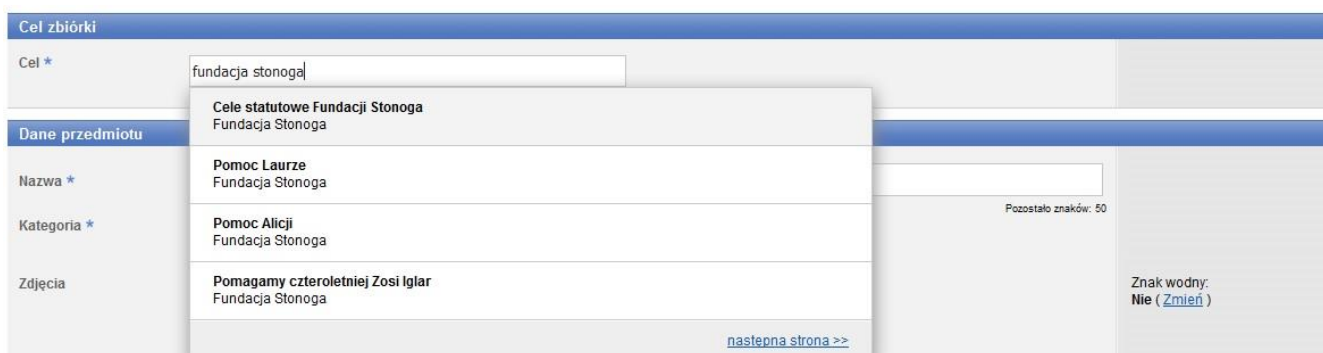 Cel zbiórki
Cel *
fundacja stonoga
Cele statutowe Fundacji Stonoga
Fundacja Stonoga
Dane przedmiotu
Pomoc Laurze
Fundacja Stonoga
Nazwa *
Pozostało znaków: 50
Kategoria *
Pomoc Alicji
Fundacja Stonoga
Zdjęcia
Pomagamy czteroletniej Zosi Iglar
Fundacja Stonoga
Znak wodny:
Nie ( Zmień )
następna strona >>